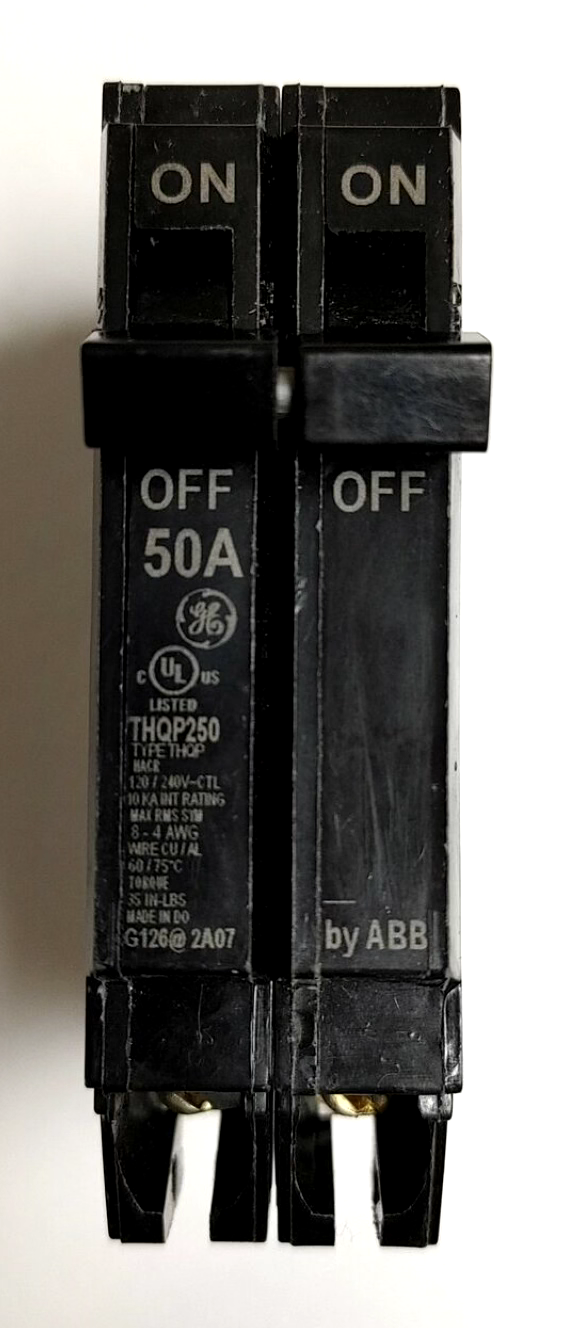 ON
ON
OFF
OFF
50A
GE
C UL US
LISTED
THQP250
TYPE THQP
HACR
120 / 240V~CTL
10 KA INT RATING
MAX RMS SYM
8 - 4 AWG
WIRE CU / AL
60 / 75°C
TORQUE
35 IN-LBS
MADE IN DO
G126@ 2A07
by ABB